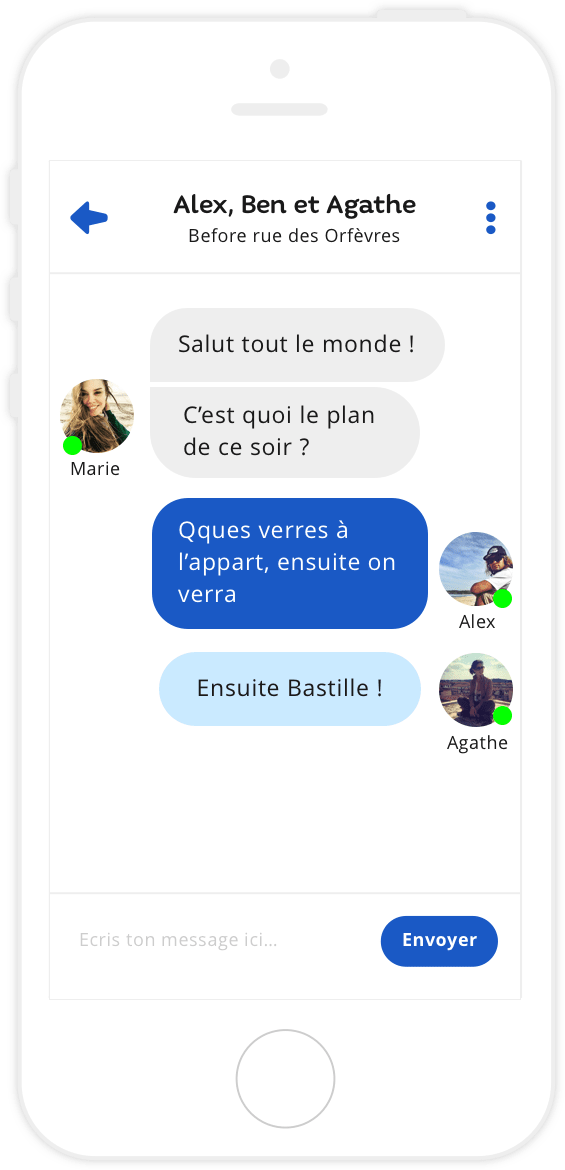 Alex, Ben et Agathe
Before rue des Orfèvres
Salut tout le monde !
C’est quoi le plan
de ce soir ?
Marie
Qques verres à
l’appart, ensuite on
verra
Alex
Ensuite Bastille !
Agathe
Ecris ton message ici...
Envoyer